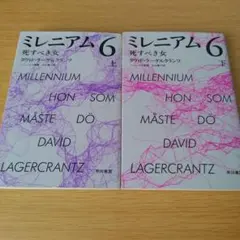 ミレニアム 6
死すべき女
ダヴィド・ラーゲルクランツ
上
MILLENNIUM
HON SOM
MÅSTE DÖ
DAVID
LAGERCRANTZ
早川書房
ミレニアム 6
死すべき女
ダヴィド・ラーゲルクランツ
下
MILLENNIUM
HON SOM
MÅSTE DÖ
DAVID
LAGERCRANTZ
早川書房